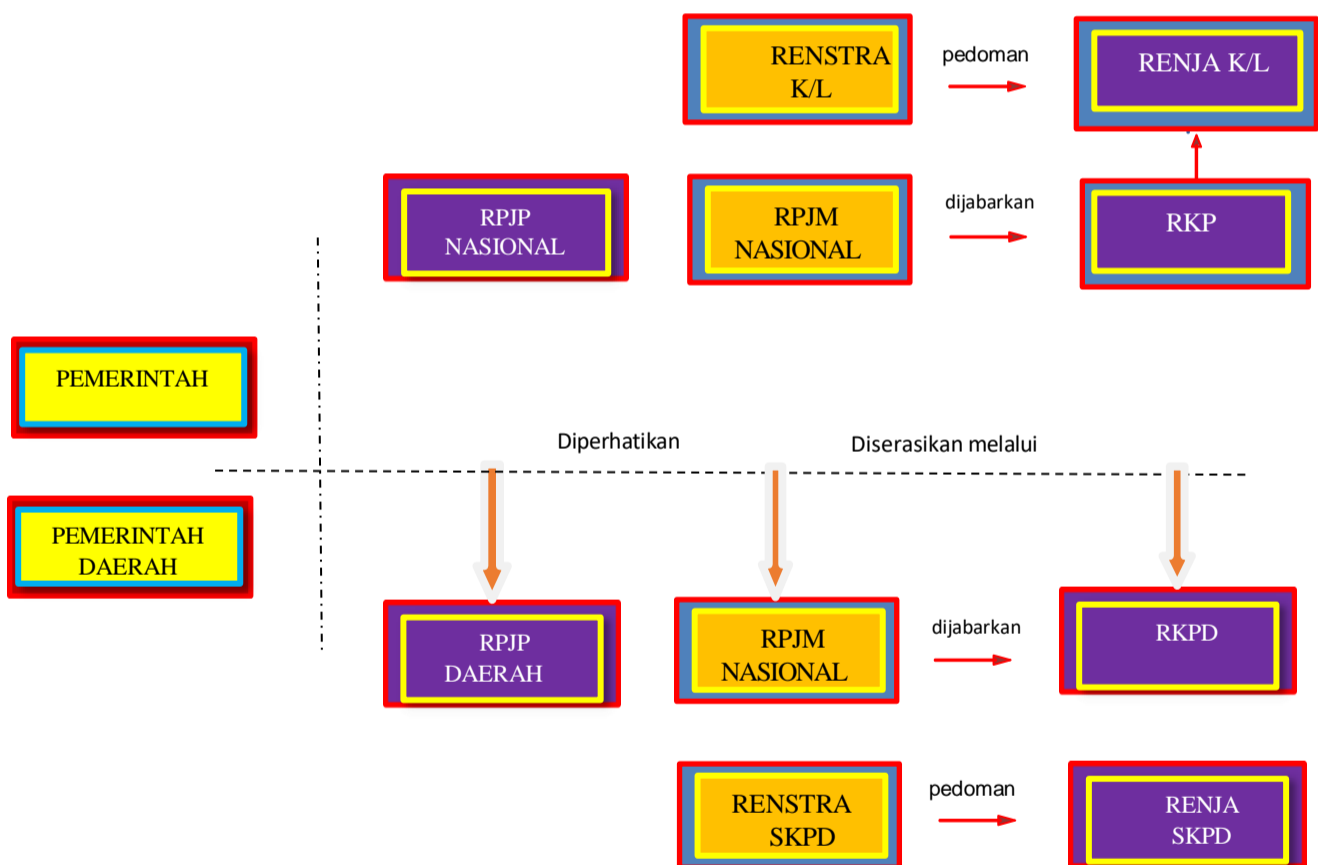 RENSTRA
K/L
pedoman
RENJA K/L
RPJP
NASIONAL
RPJM
NASIONAL
dijabarkan
RKP
PEMERINTAH
Diperhatikan
Diserasikan melalui
PEMERINTAH
DAERAH
RPJP
DAERAH
RPJM
NASIONAL
dijabarkan
RKPD
RENSTRA
SKPD
pedoman
RENJA
SKPD